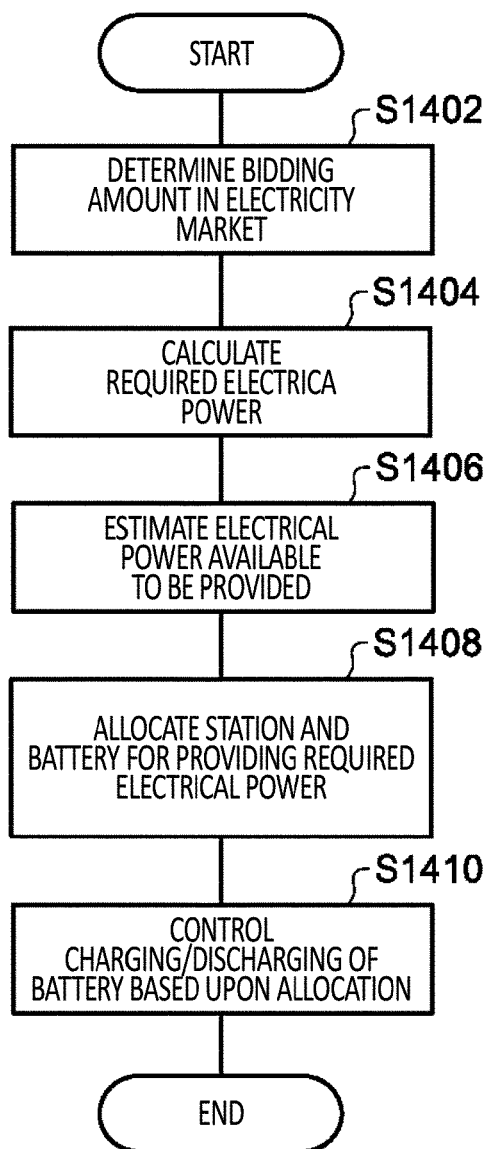 START
S1402
DETERMINE BIDDING
AMOUNT IN ELECTRICITY
MARKET
S1404
CALCULATE
REQUIRED ELECTRICA
POWER
S1406
ESTIMATE ELECTRICAL
POWER AVAILABLE
TO BE PROVIDED
S1408
ALLOCATE STATION AND
BATTERY FOR PROVIDING REQUIRED
ELECTRICAL POWER
S1410
CONTROL
CHARGING/DISCHARGING OF
BATTERY BASED UPON ALLOCATION
END